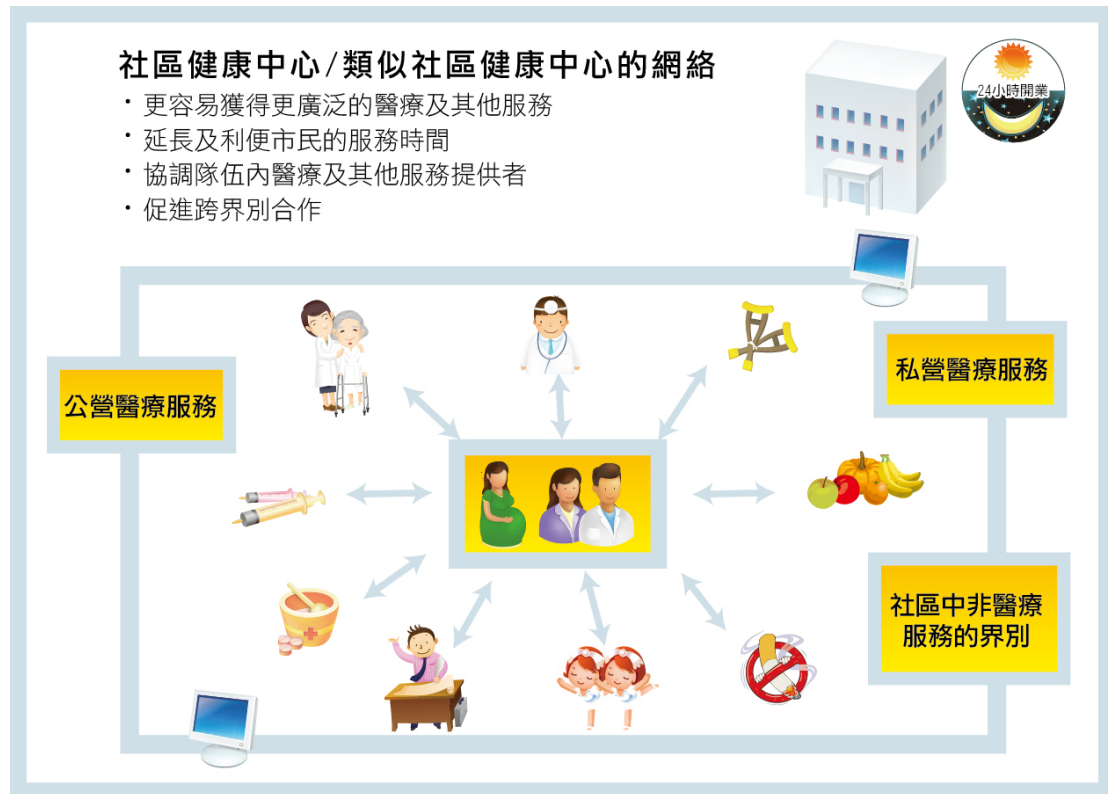 社區健康中心/類似社區健康中心的網絡
・更容易獲得更廣泛的醫療及其他服務
・延長及利便市民的服務時間
・協調隊伍內醫療及其他服務提供者
・促進跨界別合作
24小時開業
公營醫療服務
私營醫療服務
社區中非醫療
服務的界別